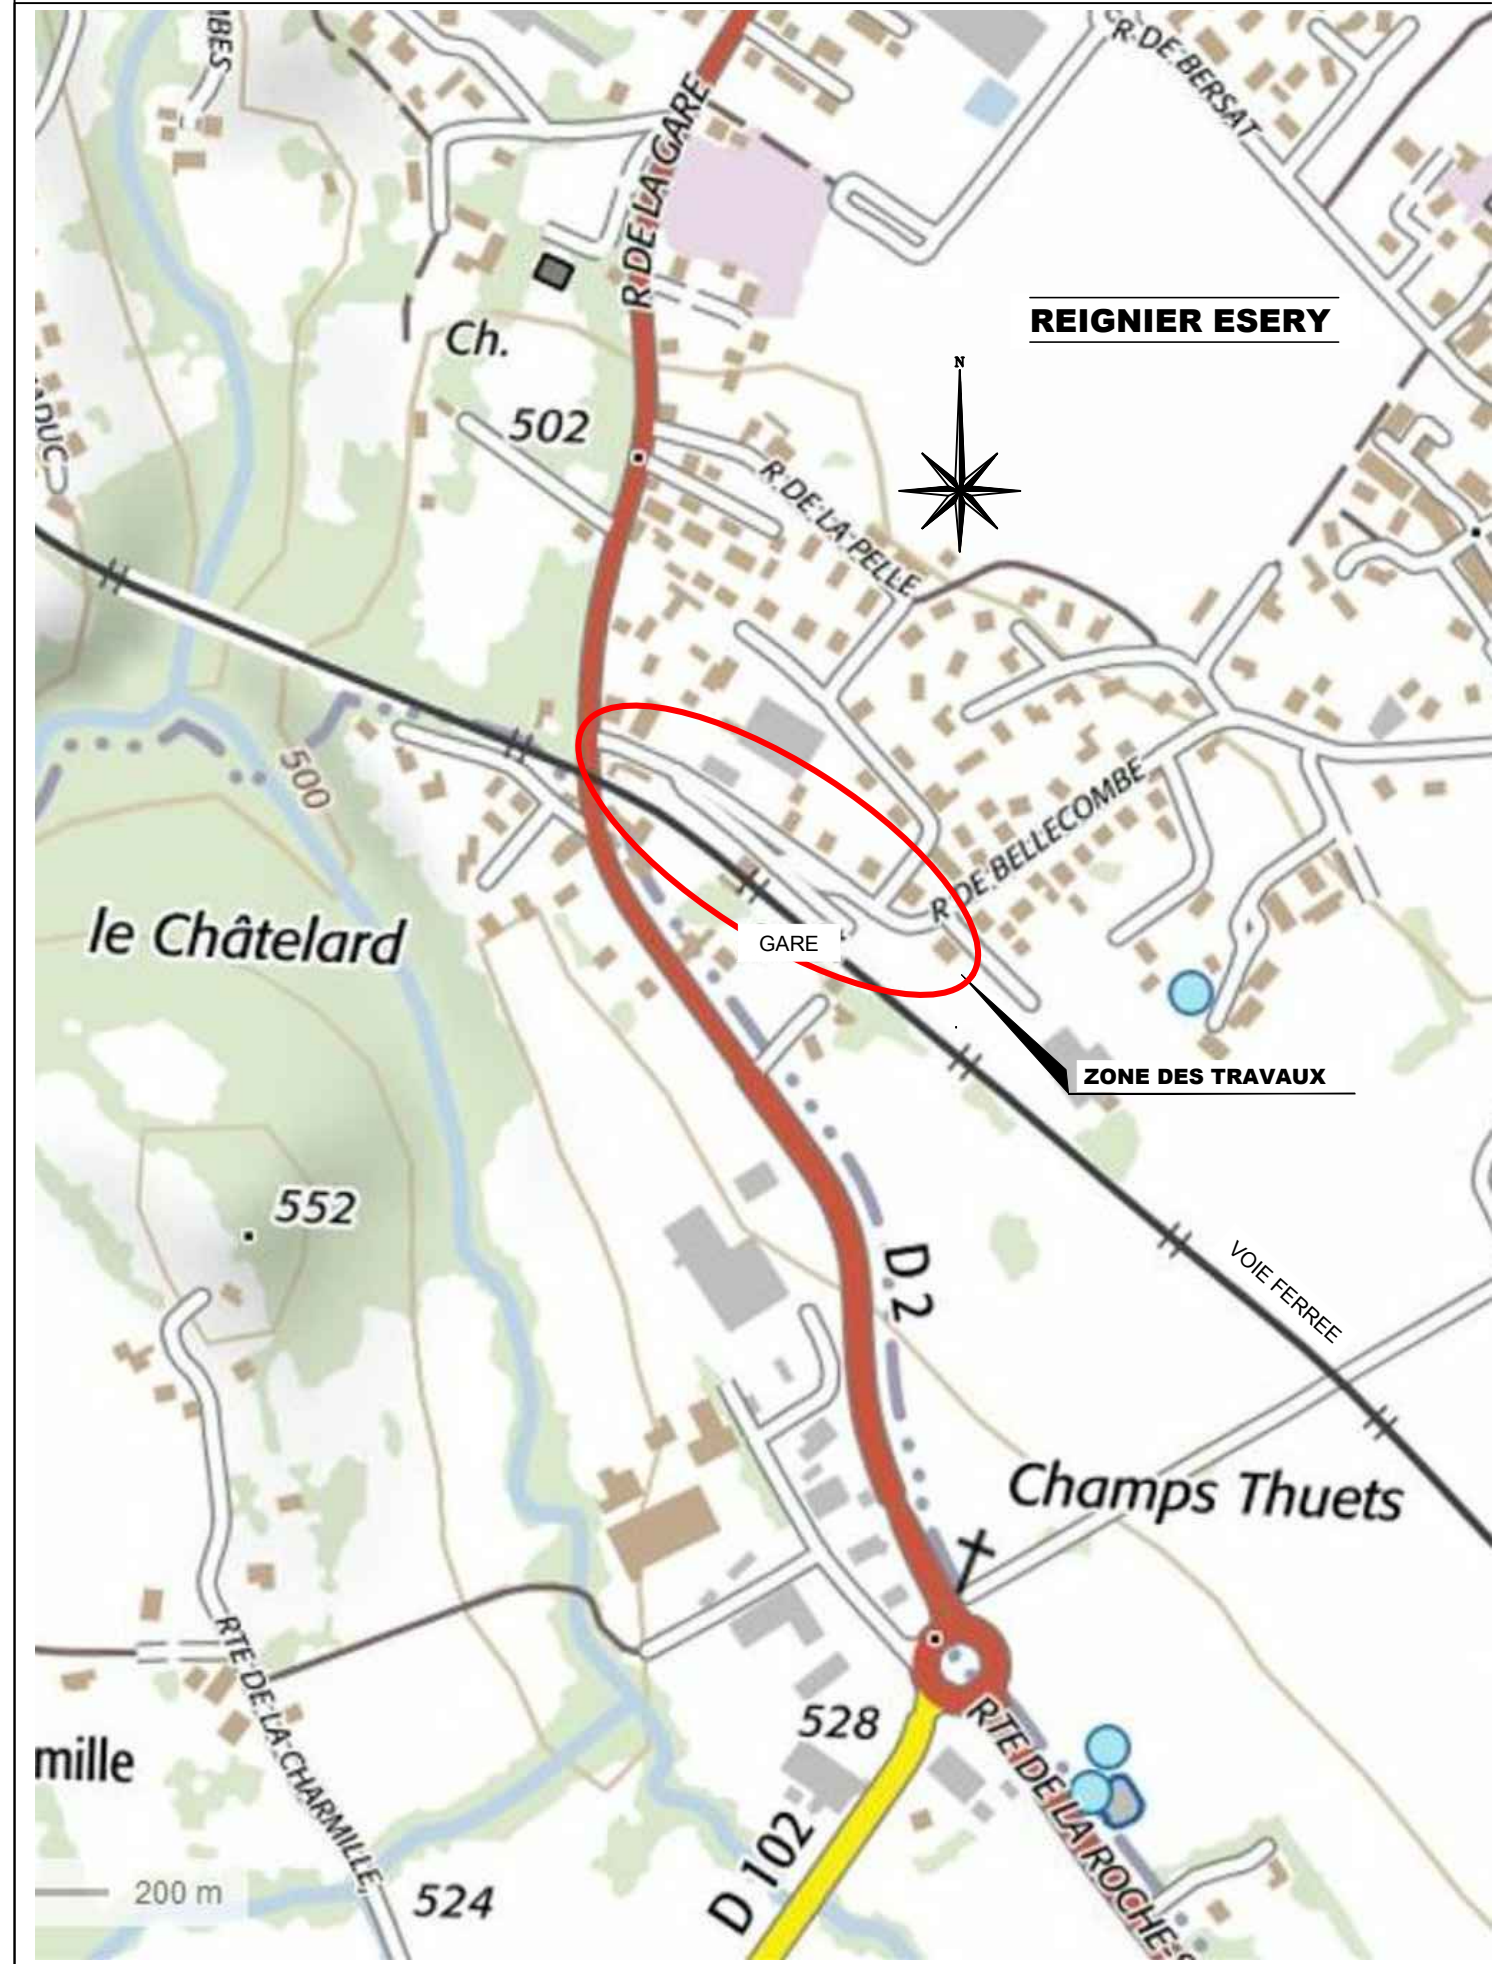 R. DE BERSAT
R. DE LA GARE
REIGNIER ESERY
Ch.
N
502
R. DE LA PELLE
500
R. DE BELLECOMBE
le Châtelard
GARE
ZONE DES TRAVAUX
552
D 2
VOIE FERREE
Champs Thuets
RTE DE LA CHARMILLE
528
RTE DE LA ROCHE
mille
D 102
200 m
524